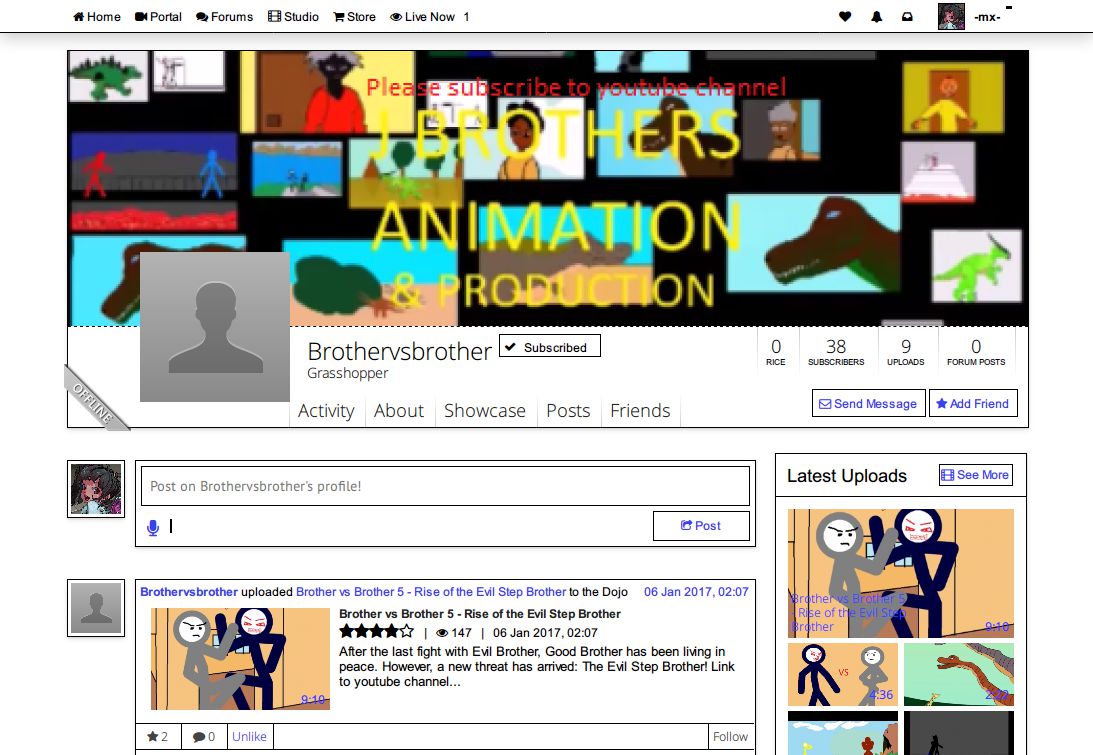 Home Portal Forums Studio Store Live Now 1 -mx-
Please subscribe to youtube channel
J BROTHERS
ANIMATION
& PRODUCTION
Brothervsbrother Subscribed
Grasshopper
0 38 9 0
RICE SUBSCRIBERS UPLOADS FORUM POSTS
OFFLINE
Send Message Add Friend
Activity About Showcase Posts Friends
Post on Brothervsbrother's profile!
Post
Latest Uploads See More
Brother vs Brother 5
- Rise of the Evil Step
Brother 9:10
VS
4:36 2:22
Brothervsbrother uploaded Brother vs Brother 5 - Rise of the Evil Step Brother to the Dojo 06 Jan 2017, 02:07
Brother vs Brother 5 - Rise of the Evil Step Brother
| 147 | 06 Jan 2017, 02:07
After the last fight with Evil Brother, Good Brother has been living in
peace. However, a new threat has arrived: The Evil Step Brother! Link
to youtube channel...
9:10
2 0 Unlike Follow